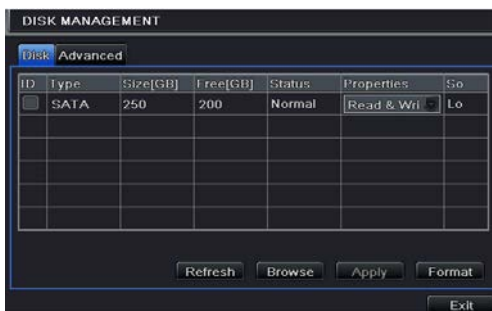 DISK MANAGEMENT
Disk Advanced
ID Type Size[GB] Free[GB] Status Properties So
SATA 250 200 Normal Read & Wri Lo
Refresh Browse Apply Format
Exit